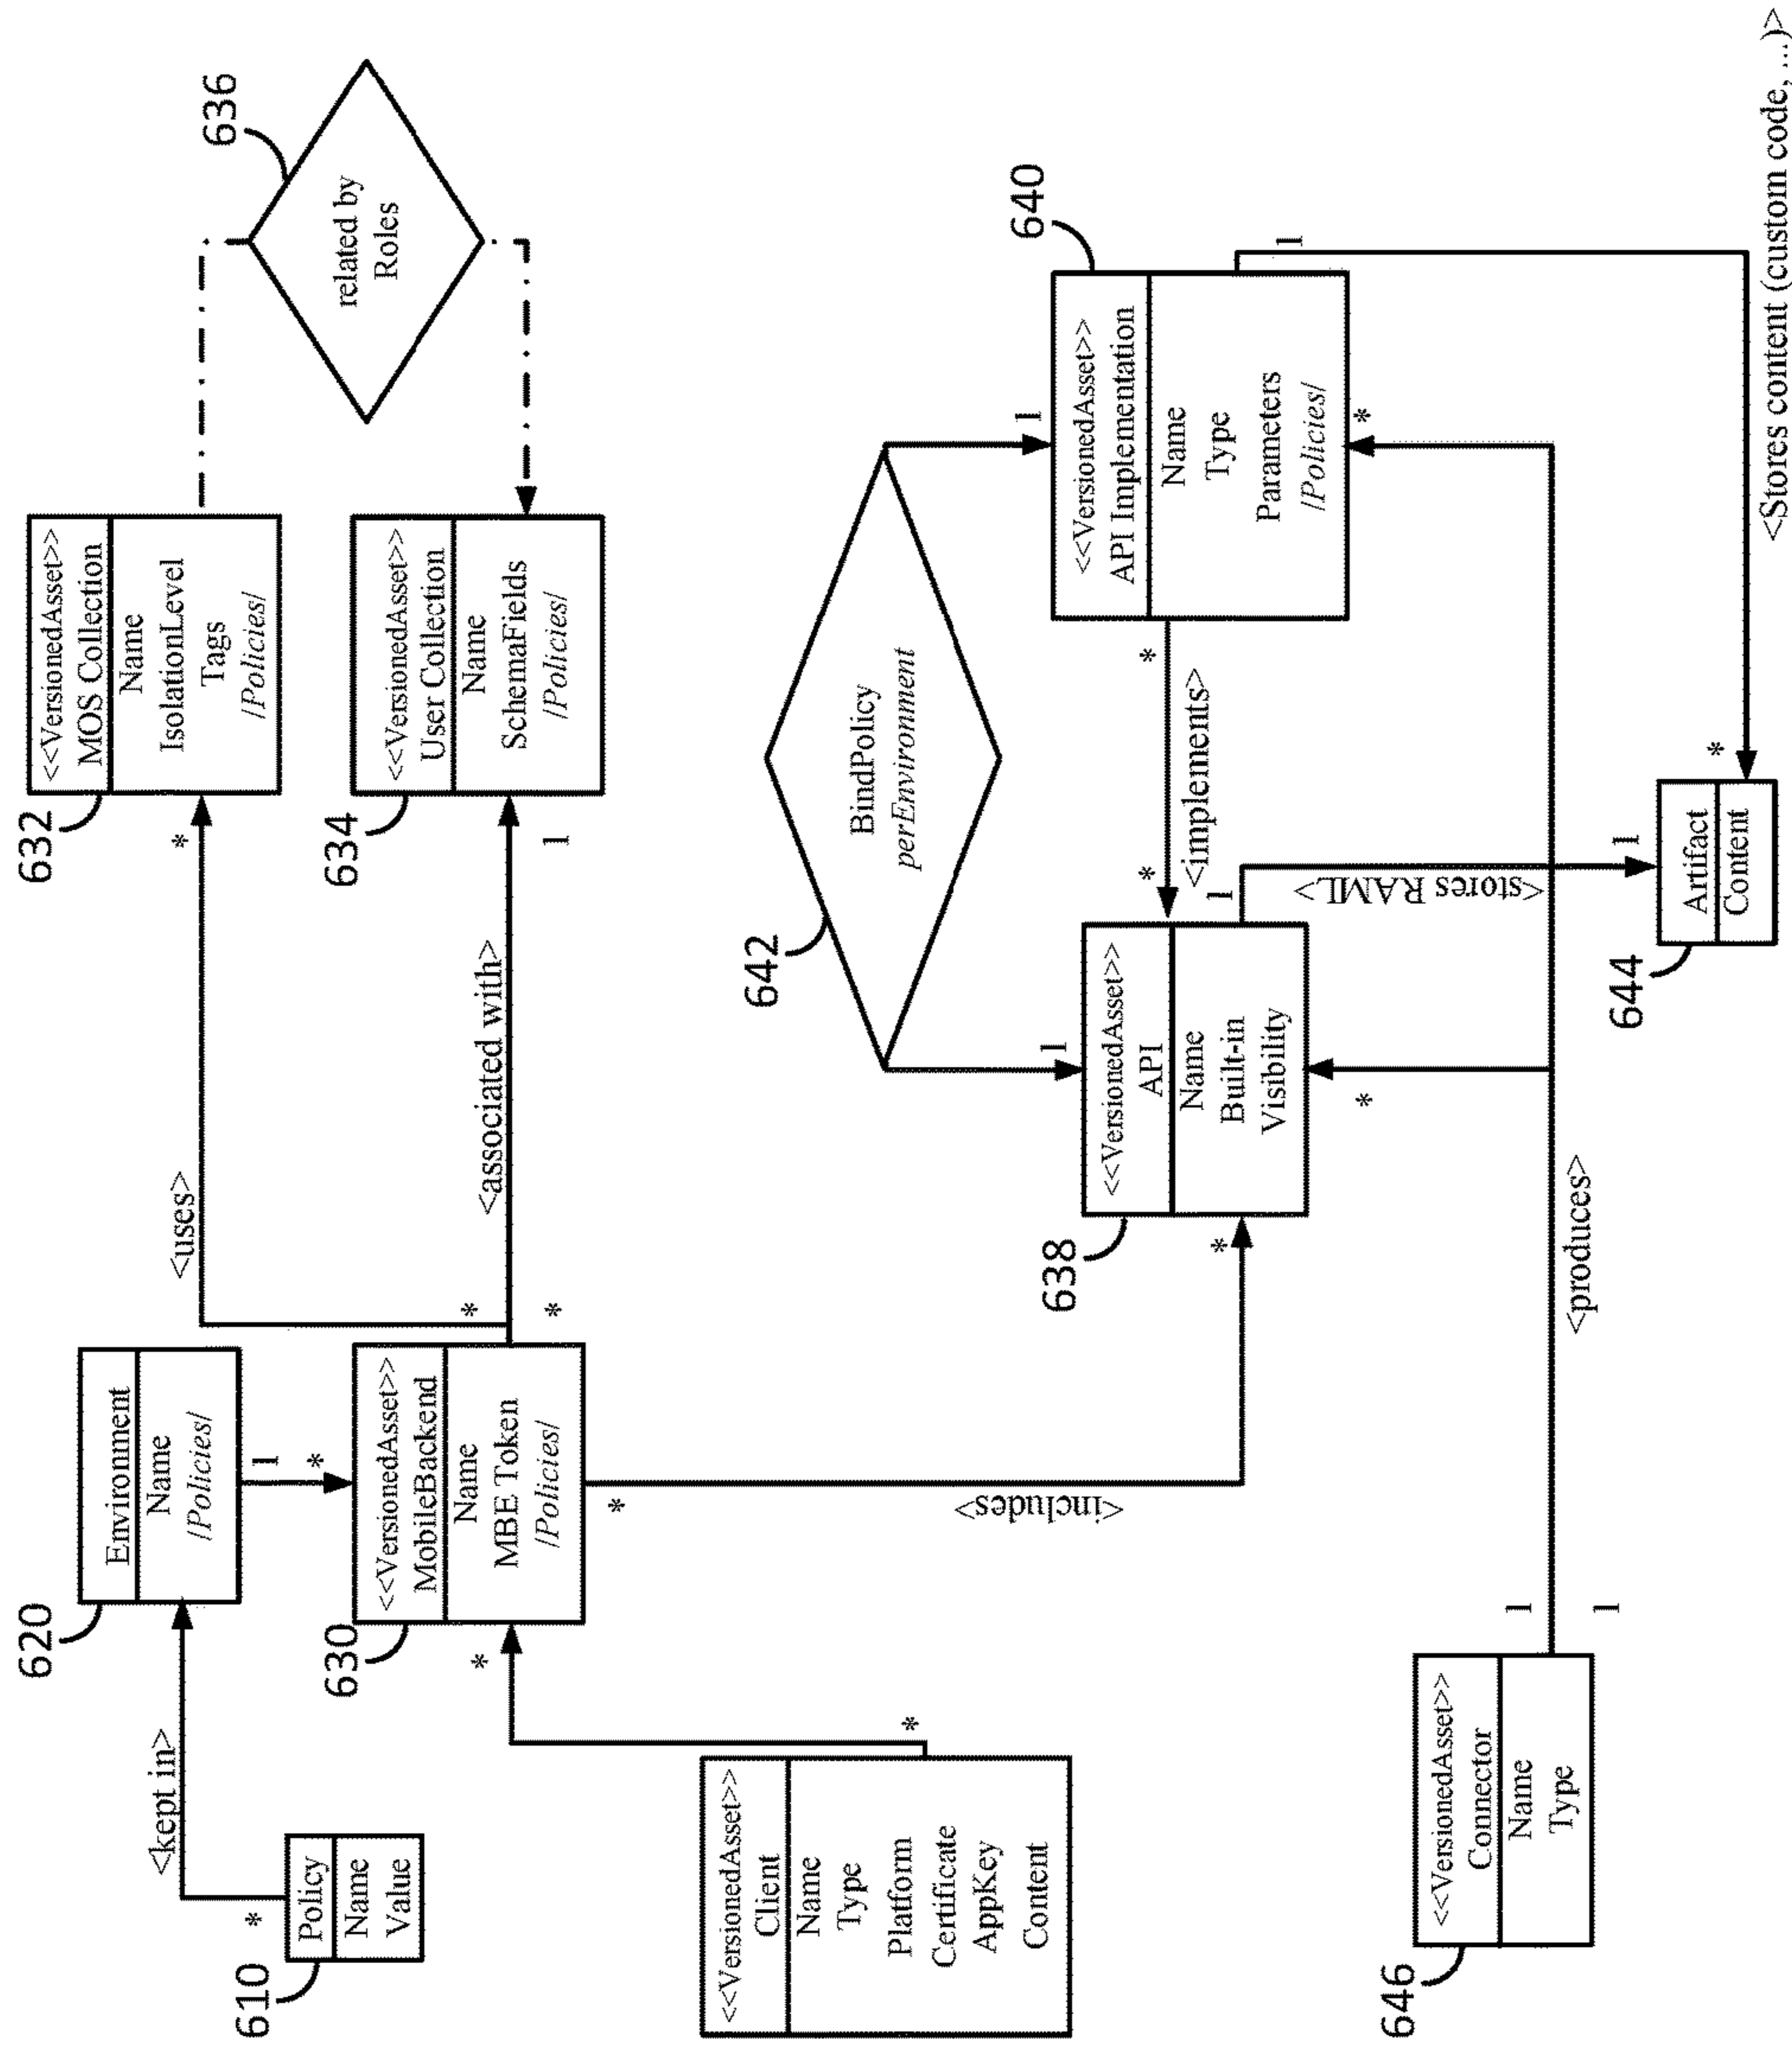 610
*
Policy
Name
Value
<kept in>
620
Environment
Name
/Policies/
1
*
630
<<VersionedAsset>>
MobileBackend
Name
MBE Token
/Policies/
*
*
<<VersionedAsset>>
Client
Name
Type
Platform
Certificate
AppKey
Content
*
*
<uses>
*
632
<<VersionedAsset>>
MOS Collection
Name
IsolationLevel
Tags
/Policies/
<associated with>
1
634
<<VersionedAsset>>
User Collection
Name
SchemaFields
/Policies/
636
related by
Roles
*
<includes>
*
638
<<VersionedAsset>>
API
Name
Built-in
Visibility
642
BindPolicy
perEnvironment
1
1
640
<<VersionedAsset>>
API Implementation
Name
Type
Parameters
/Policies/
*
<implements>
*
1
<stores RAML>
1
644
Artifact
Content
*
1
<Stores content (custom code, ...)>
646
<<VersionedAsset>>
Connector
Name
Type
1
1
<produces>
*
*